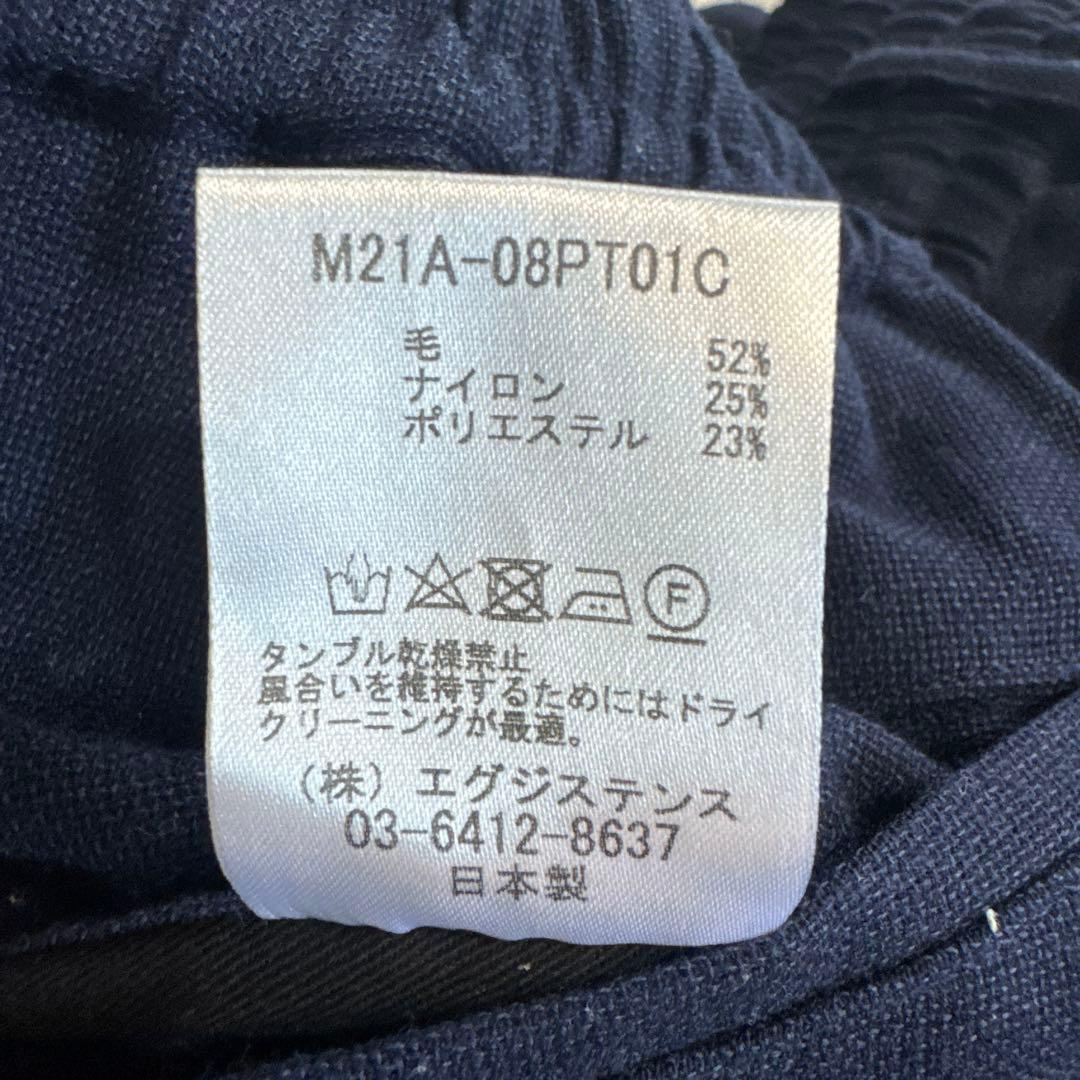 M21A-08PT01C
毛 52%
ナイロン 25%
ポリエステル 23%
F
タンブル乾燥禁止
風合いを維持するためにはドライ
クリーニングが最適。
(株) エグジステンス
03-6412-8637
日本製